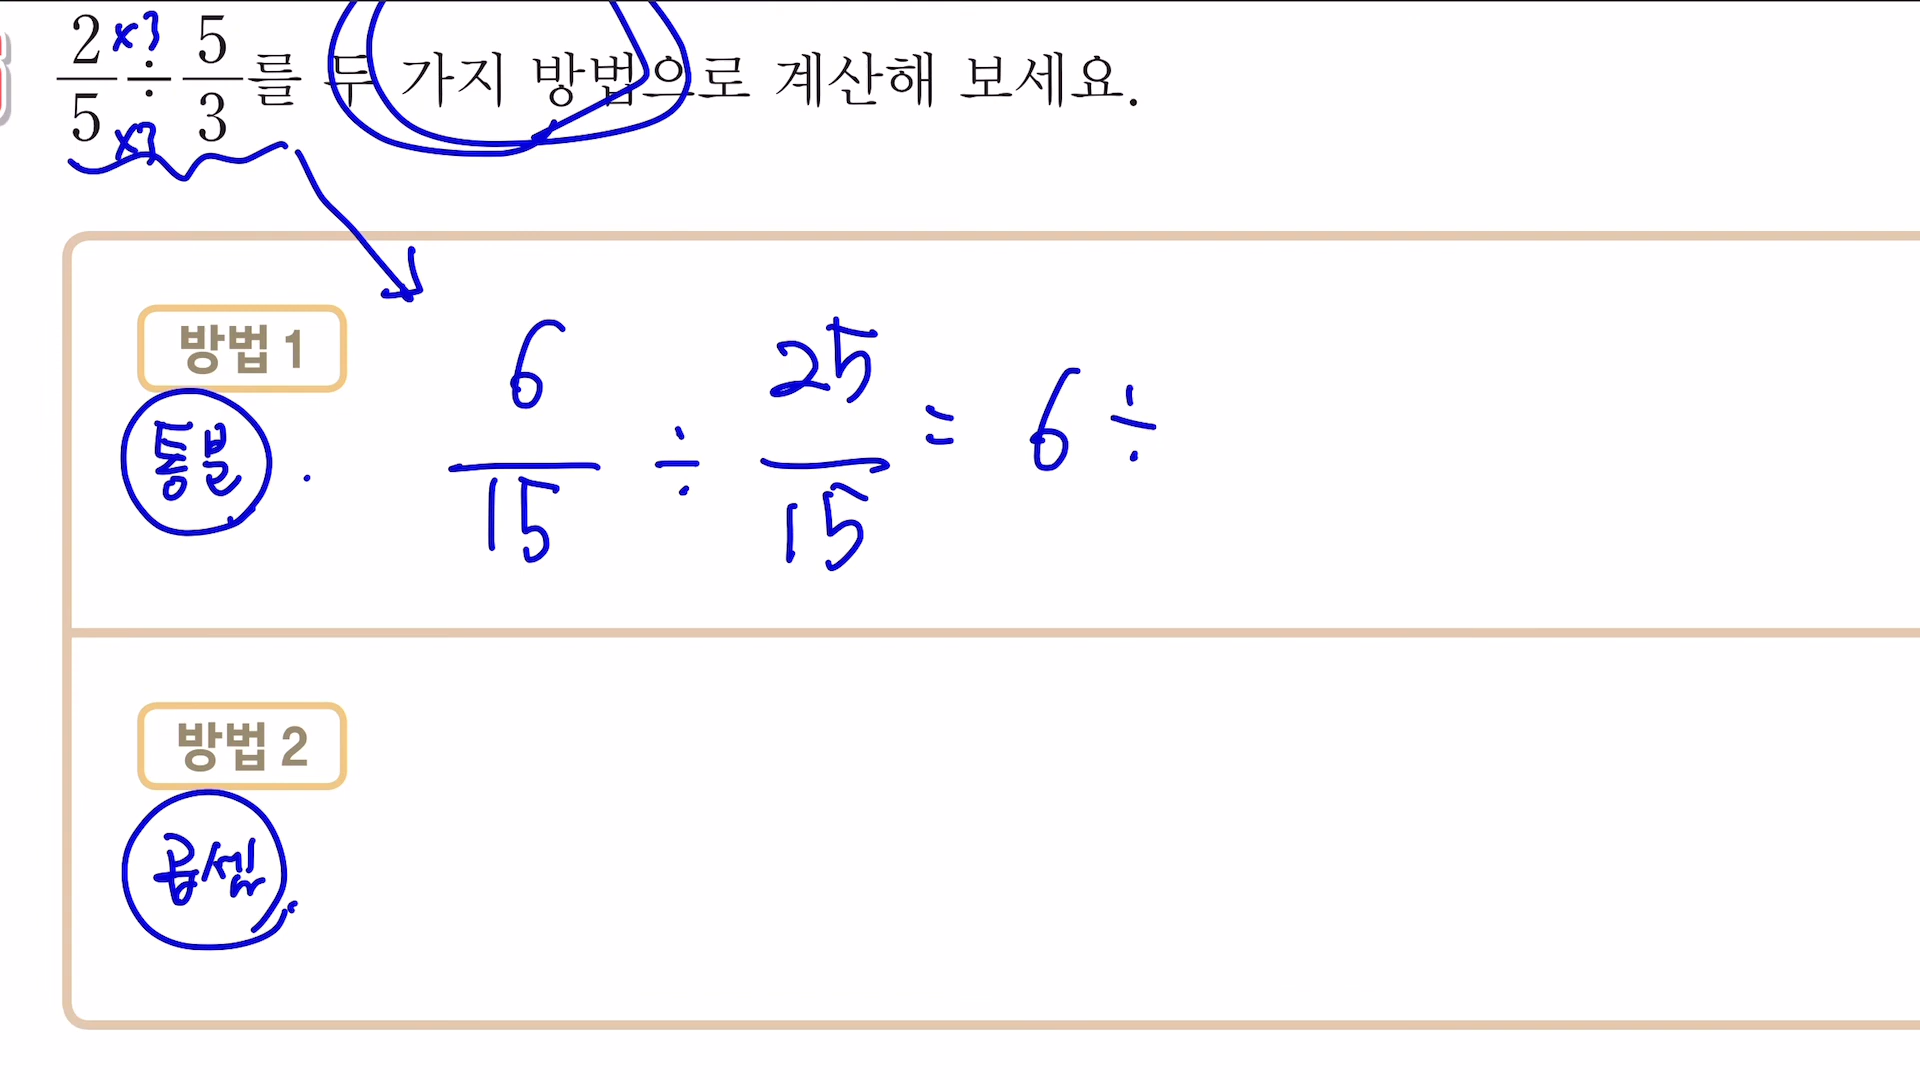 2/5 ÷ 5/3를 두 가지 방법으로 계산해 보세요.
×3
×3
방법 1
통분
6/15 ÷ 25/15 = 6 ÷
방법 2
곱셈